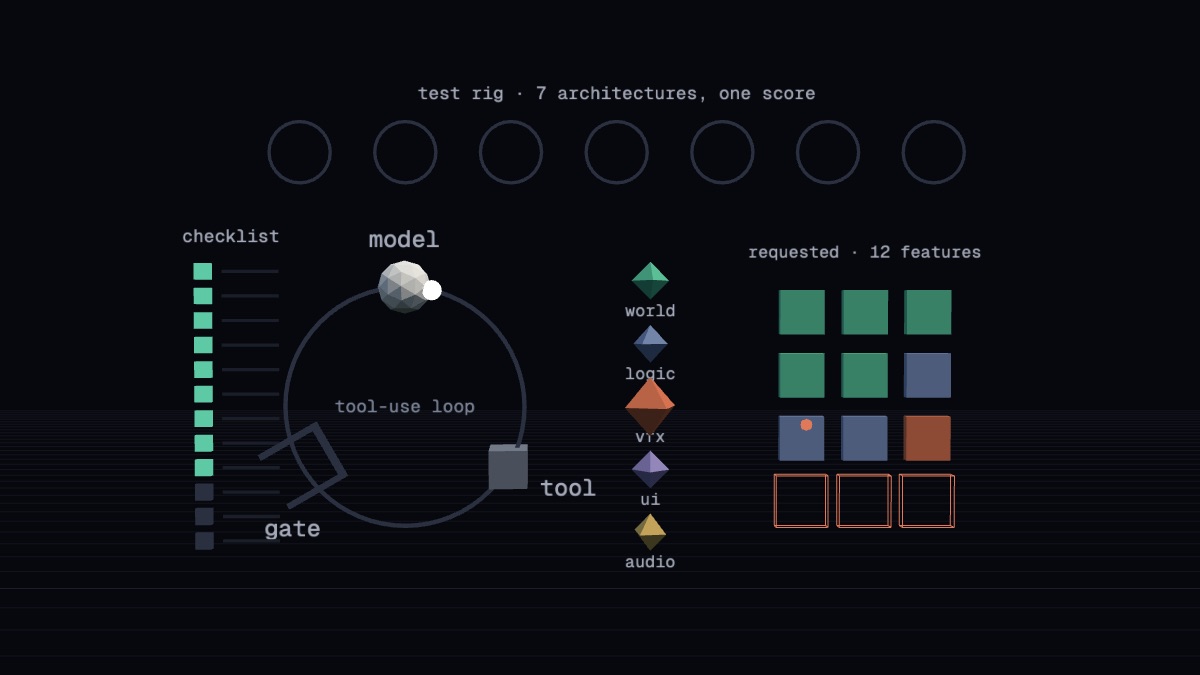 test rig · 7 architectures, one score
checklist
model
requested · 12 features
world
logic
tool-use loop
vfx
ui
tool
gate
audio